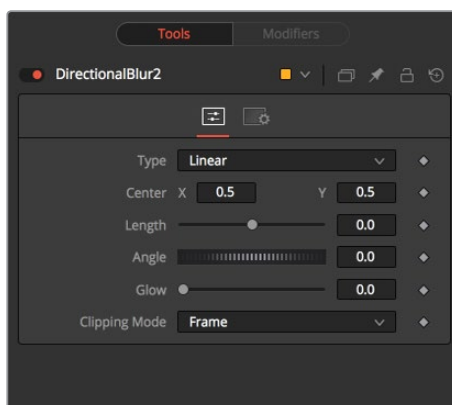 Tools Modifiers
DirectionalBlur2
Type Linear
Center X 0.5 Y 0.5
Length 0.0
Angle 0.0
Glow 0.0
Clipping Mode Frame